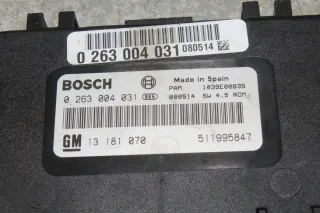 0 263 004 031 080514
BOSCH Made in Spain
0 263 004 031 PAM 1039E00635
080514 SW 4.5 ROM
GM 13 181 070 511995847